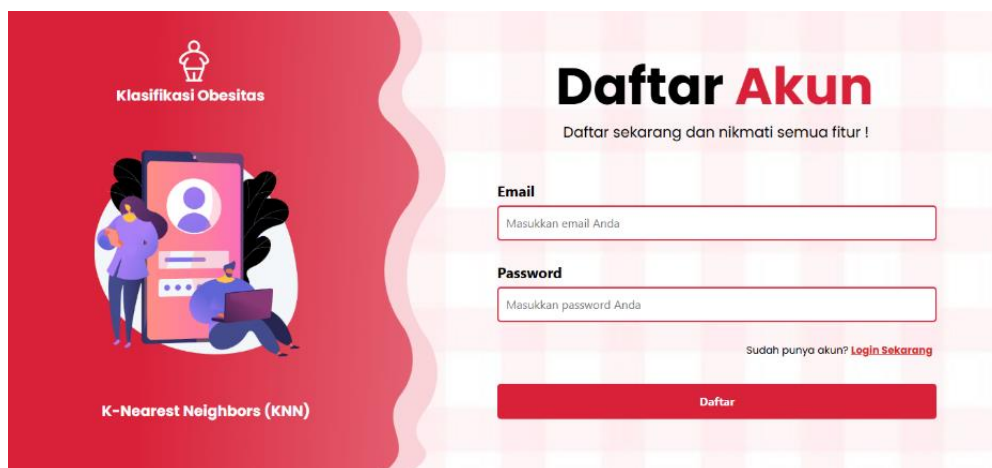 Klasifikasi Obesitas
K-Nearest Neighbors (KNN)
Daftar Akun
Daftar sekarang dan nikmati semua fitur !
Email
Masukkan email Anda
Password
Masukkan password Anda
Sudah punya akun? Login Sekarang
Daftar